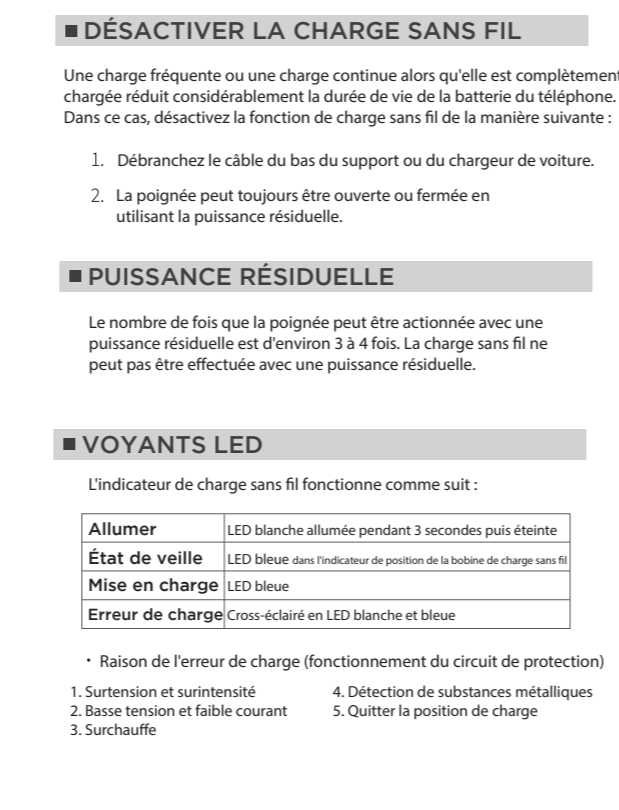 ■ DÉSACTIVER LA CHARGE SANS FIL
Une charge fréquente ou une charge continue alors qu'elle est complètement
chargée réduit considérablement la durée de vie de la batterie du téléphone.
Dans ce cas, désactivez la fonction de charge sans fil de la manière suivante :
1. Débranchez le câble du bas du support ou du chargeur de voiture.
2. La poignée peut toujours être ouverte ou fermée en
utilisant la puissance résiduelle.
■ PUISSANCE RÉSIDUELLE
Le nombre de fois que la poignée peut être actionnée avec une
puissance résiduelle est d'environ 3 à 4 fois. La charge sans fil ne
peut pas être effectuée avec une puissance résiduelle.
■ VOYANTS LED
L'indicateur de charge sans fil fonctionne comme suit :
Allumer LED blanche allumée pendant 3 secondes puis éteinte
État de veille LED bleue dans l'indicateur de position de la bobine de charge sans fil
Mise en charge LED bleue
Erreur de charge Cross-éclairé en LED blanche et bleue
・ Raison de l'erreur de charge (fonctionnement du circuit de protection)
1. Surtension et surintensité
2. Basse tension et faible courant
3. Surchauffe
4. Détection de substances métalliques
5. Quitter la position de charge